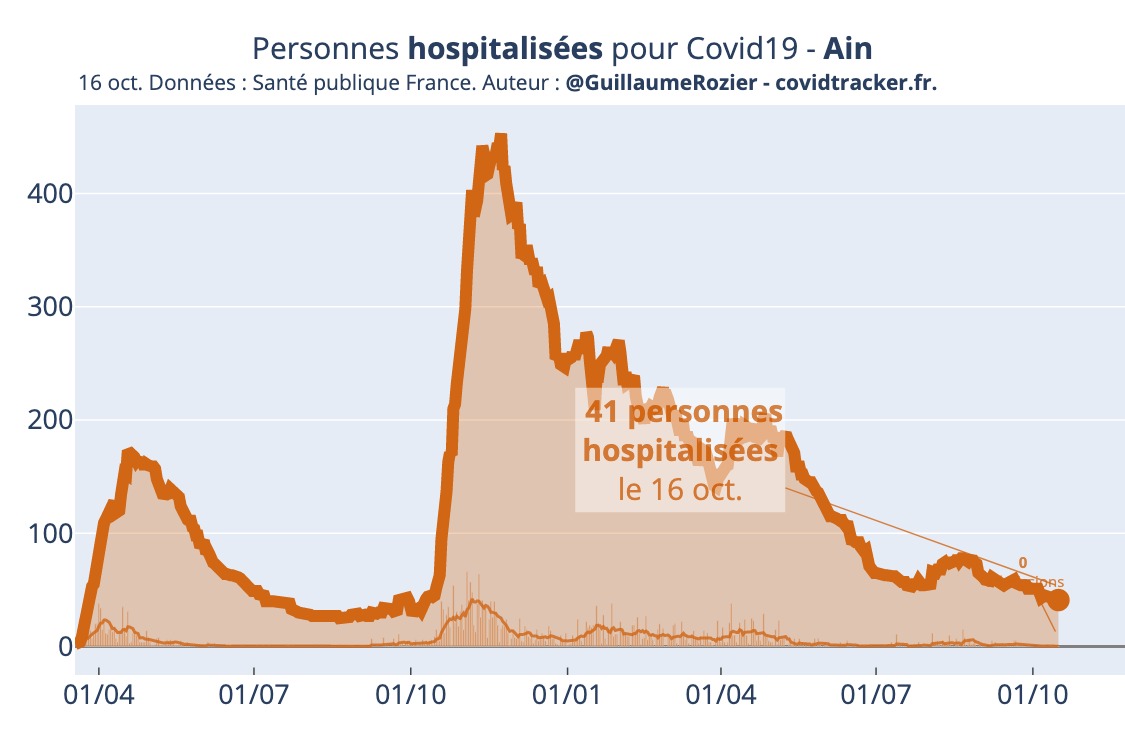 Personnes hospitalisées pour Covid19 - Ain
16 oct. Données : Santé publique France. Auteur : @GuillaumeRozier - covidtracker.fr.
400
300
200
100
0
41 personnes
hospitalisées
le 16 oct.
0
01/04 01/07 01/10 01/01 01/04 01/07 01/10